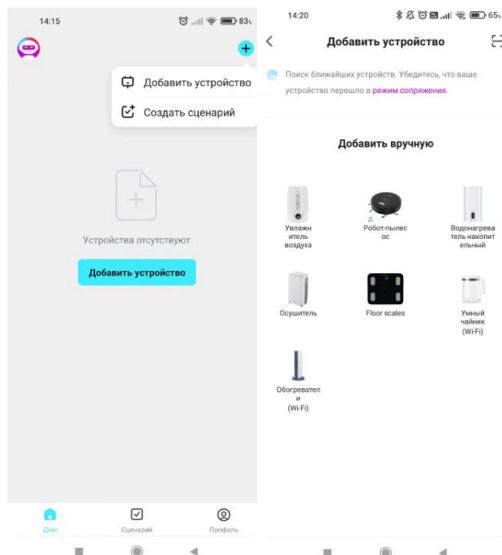 14:15
83%
Добавить устройство
Создать сценарий
Устройства отсутствуют
Добавить устройство
Дом
Сценарий
Профиль
14:20
65%
Добавить устройство
Поиск ближайших устройств. Убедитесь, что ваше
устройство перешло в режим сопряжения.
Добавить вручную
Увлажн
итель
воздуха
Робот-пылес
ос
Водонагрева
тель накопит
ельный
Осушитель
Floor scales
Умный
чайник
(Wi-Fi)
Обогревател
и
(Wi-Fi)